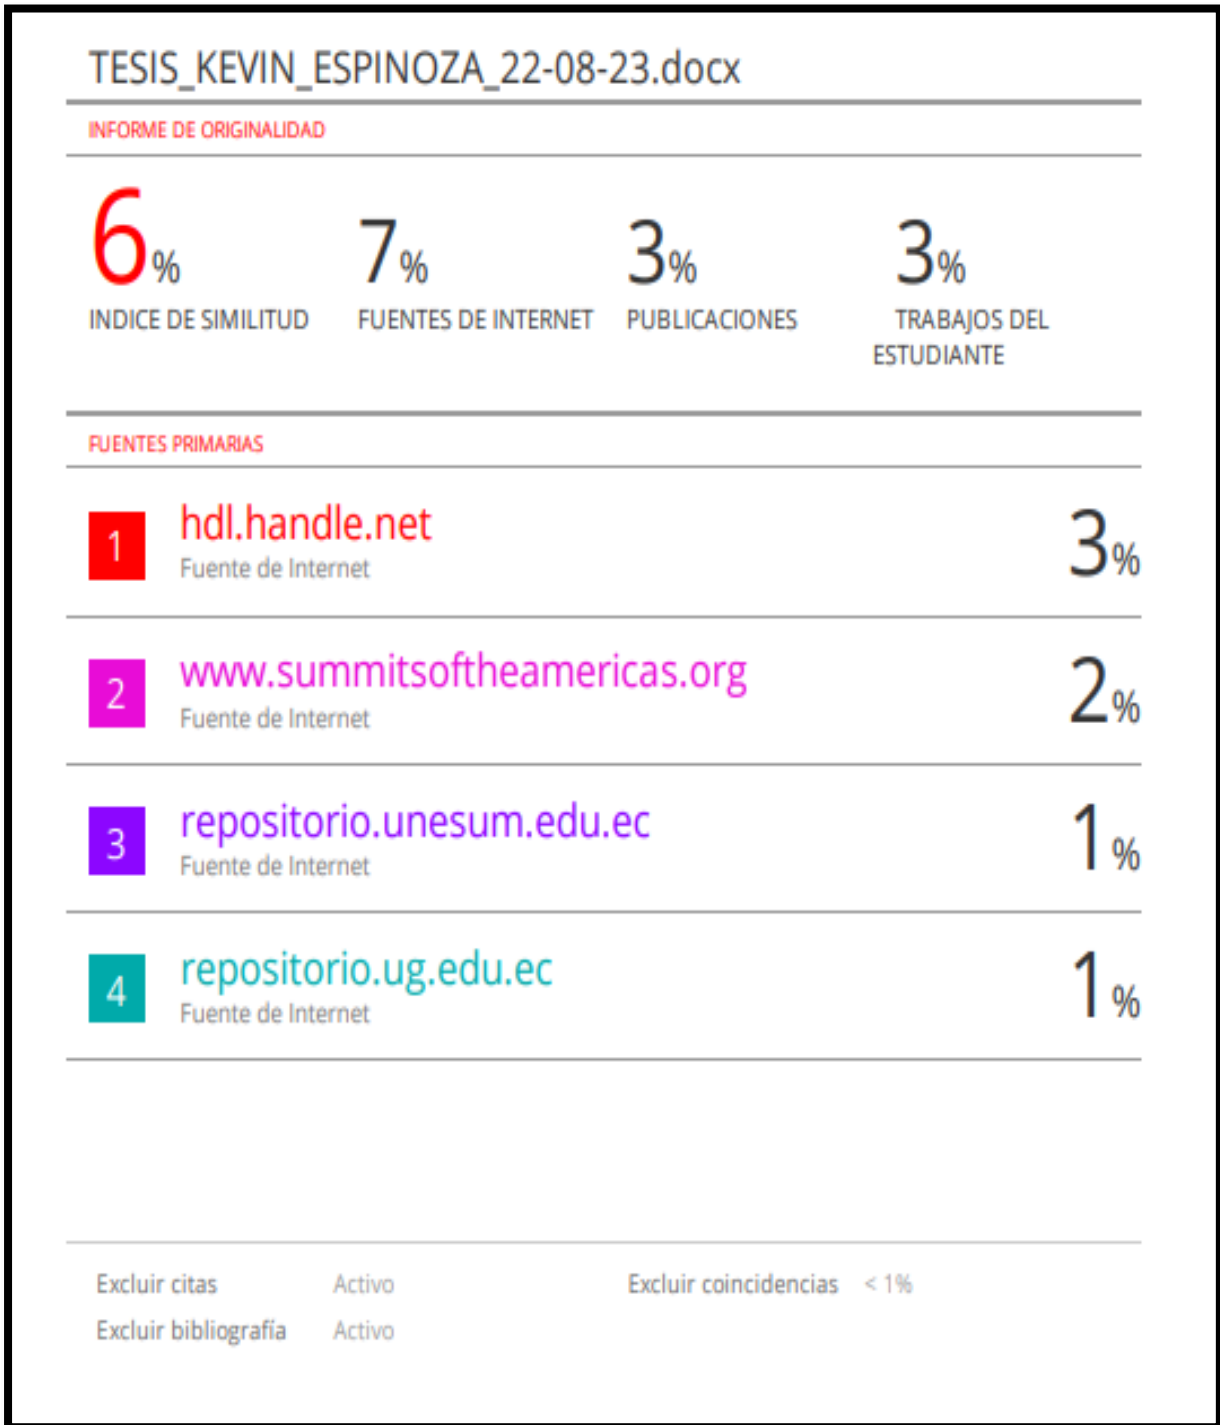 TESIS_KEVIN_ESPINOZA_22-08-23.docx
INFORME DE ORIGINALIDAD
6% 7% 3% 3%
INDICE DE SIMILITUD FUENTES DE INTERNET PUBLICACIONES TRABAJOS DEL
ESTUDIANTE
FUENTES PRIMARIAS
1 hdl.handle.net 3%
Fuente de Internet
2 www.summitsoftheamericas.org 2%
Fuente de Internet
3 repositorio.unesum.edu.ec 1%
Fuente de Internet
4 repositorio.ug.edu.ec 1%
Fuente de Internet
Excluir citas Activo Excluir coincidencias < 1%
Excluir bibliografía Activo